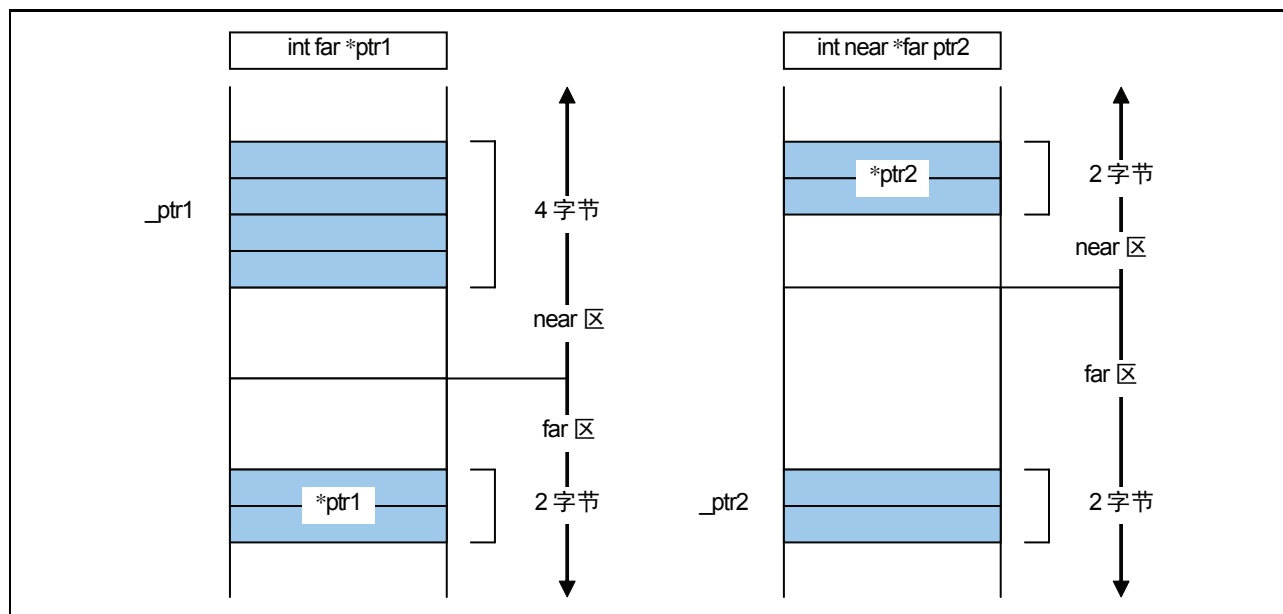 int far *ptr1
_ptr1
4 字节
near 区
far 区
*ptr1
2 字节
int near *far ptr2
*ptr2
2 字节
near 区
far 区
_ptr2
2 字节